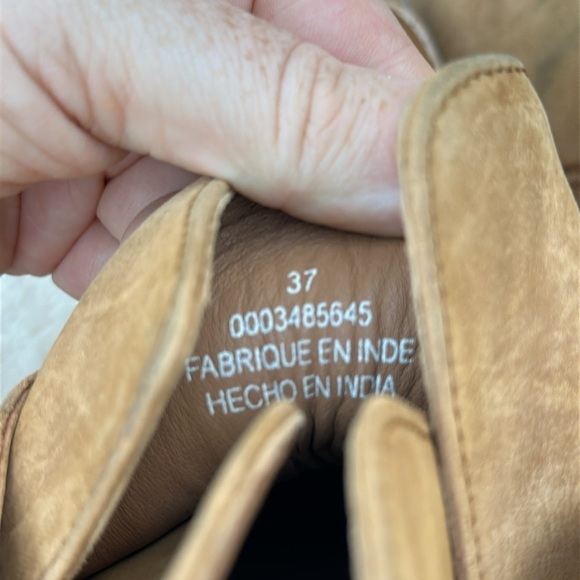 37
0003485645
FABRIQUE EN INDE
HECHO EN INDIA